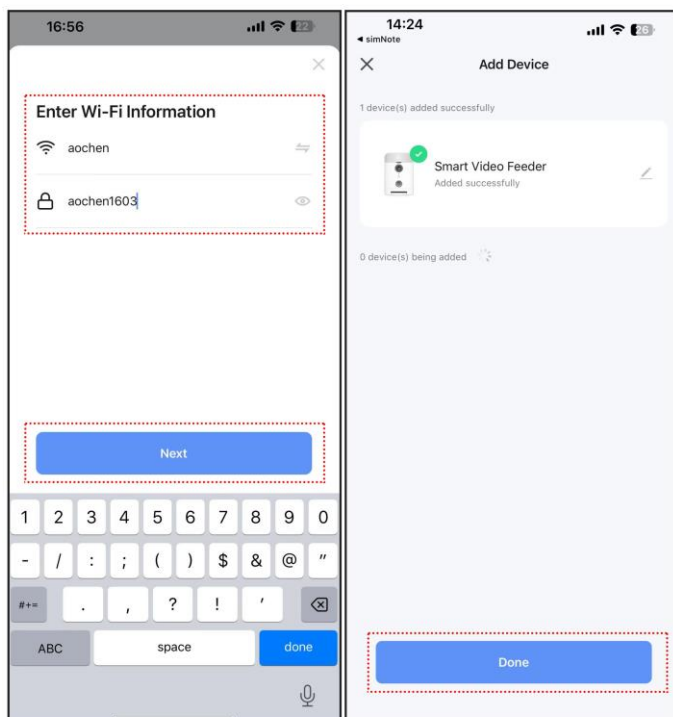 16:56
22
Enter Wi-Fi Information
aochen
aochen1603
Next
1 2 3 4 5 6 7 8 9 0
- / : ; ( ) $ & @ "
#+= . , ? ! '
ABC space done
14:24
26
◀ simNote
Add Device
1 device(s) added successfully
Smart Video Feeder
Added successfully
0 device(s) being added
Done